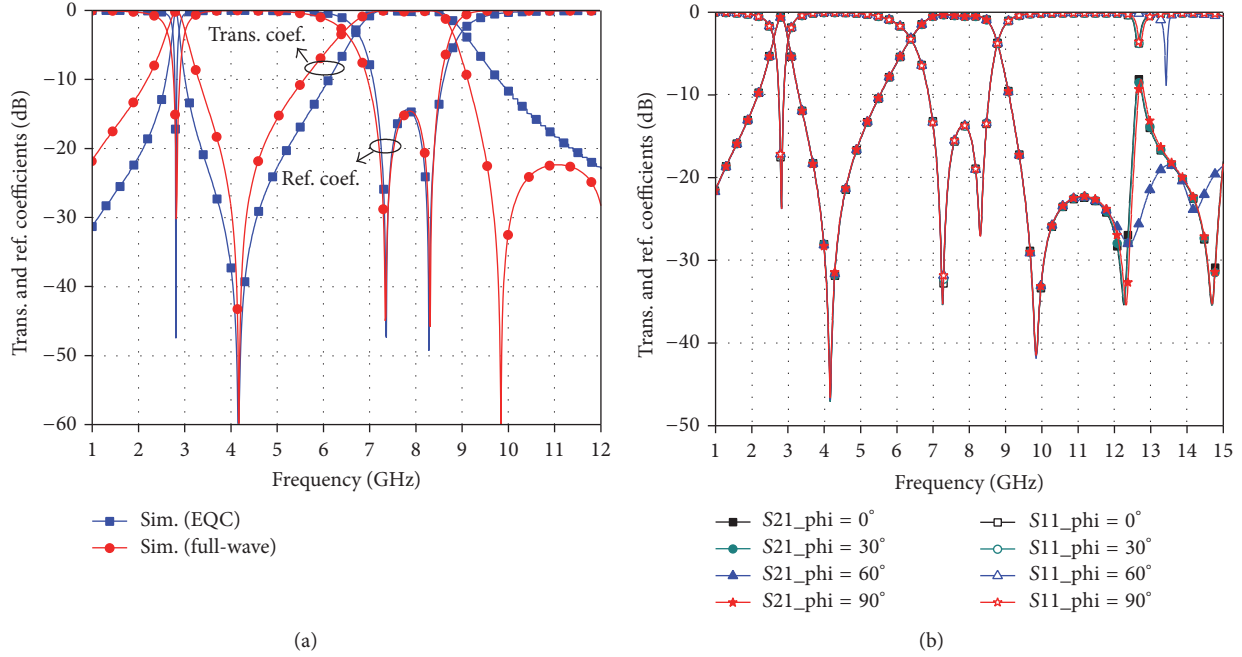 Trans. and ref. coefficients (dB)
0
−10
−20
−30
−40
−50
−60
Trans. coef.
Ref. coef.
1 2 3 4 5 6 7 8 9 10 11 12
Frequency (GHz)
Sim. (EQC)
Sim. (full-wave)
(a)
Trans. and ref. coefficients (dB)
0
−10
−20
−30
−40
−50
1 2 3 4 5 6 7 8 9 10 11 12 13 14 15
Frequency (GHz)
S21_phi = 0°
S21_phi = 30°
S21_phi = 60°
S21_phi = 90°
S11_phi = 0°
S11_phi = 30°
S11_phi = 60°
S11_phi = 90°
(b)